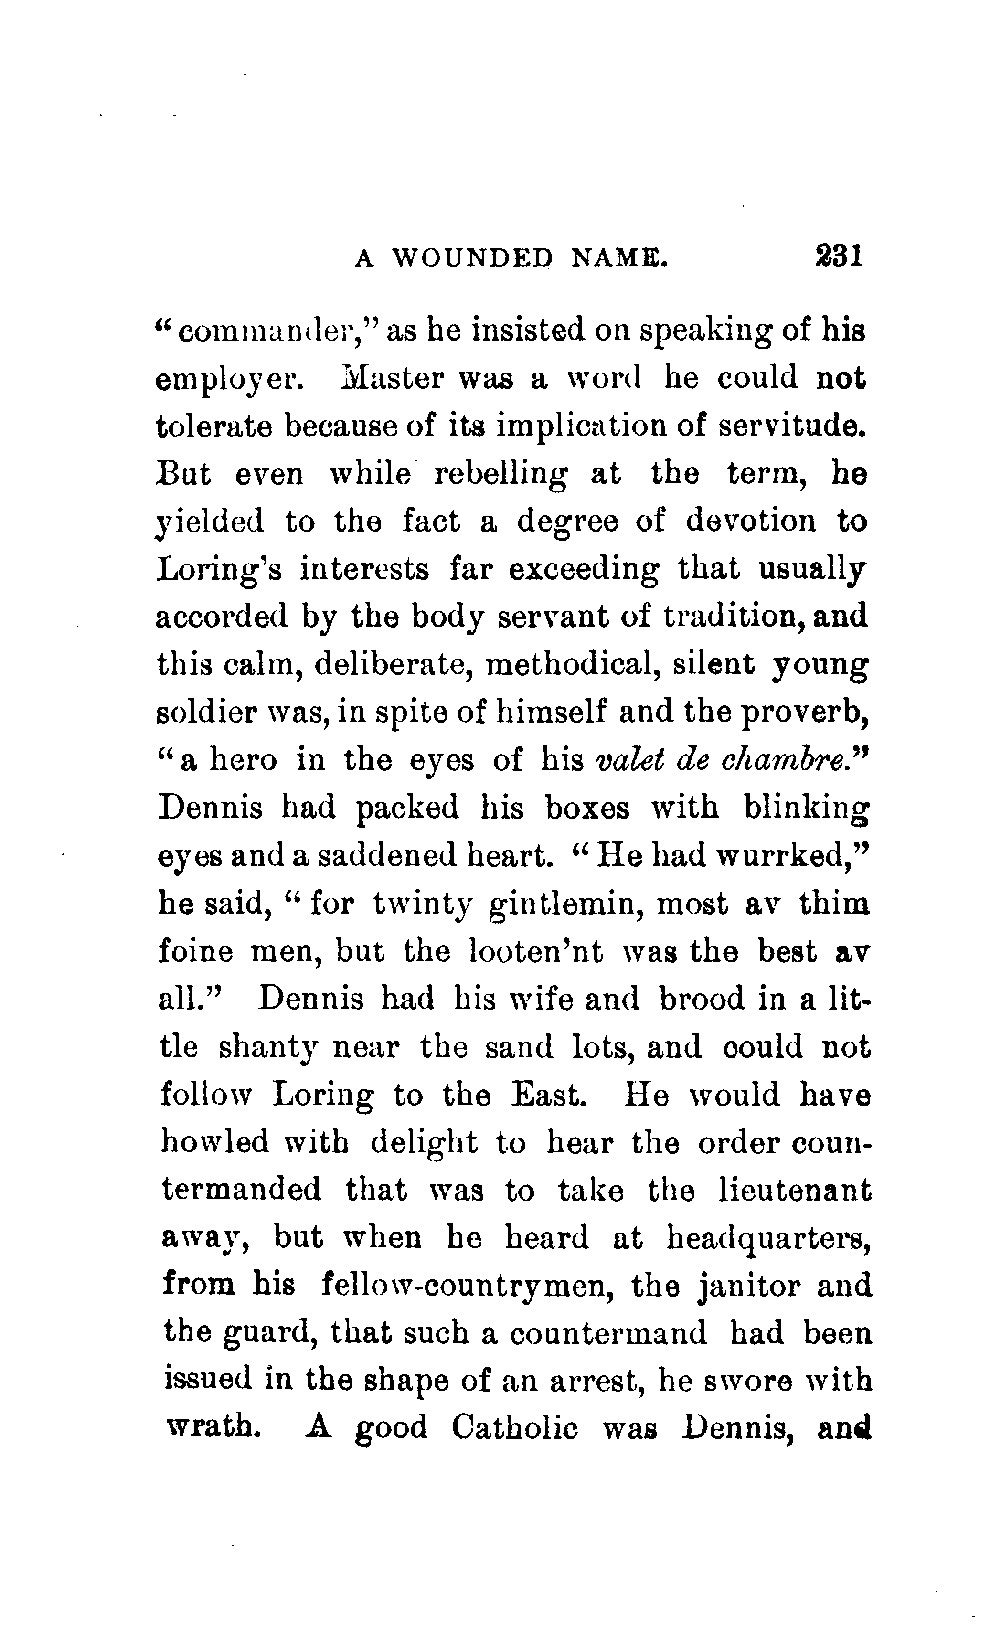 A WOUNDED NAME. 231
“commander,” as he insisted on speaking of his
employer. Master was a word he could not
tolerate because of its implication of servitude.
But even while rebelling at the term, he
yielded to the fact a degree of devotion to
Loring's interests far exceeding that usually
accorded by the body servant of tradition, and
this calm, deliberate, methodical, silent young
soldier was, in spite of himself and the proverb,
“a hero in the eyes of his valet de chambre.”
Dennis had packed his boxes with blinking
eyes and a saddened heart. “He had wurrked,”
he said, “for twinty gintlemin, most av thim
foine men, but the looten'nt was the best av
all.” Dennis had his wife and brood in a lit-
tle shanty near the sand lots, and could not
follow Loring to the East. He would have
howled with delight to hear the order coun-
termanded that was to take the lieutenant
away, but when he heard at headquarters,
from his fellow-countrymen, the janitor and
the guard, that such a countermand had been
issued in the shape of an arrest, he swore with
wrath. A good Catholic was Dennis, and